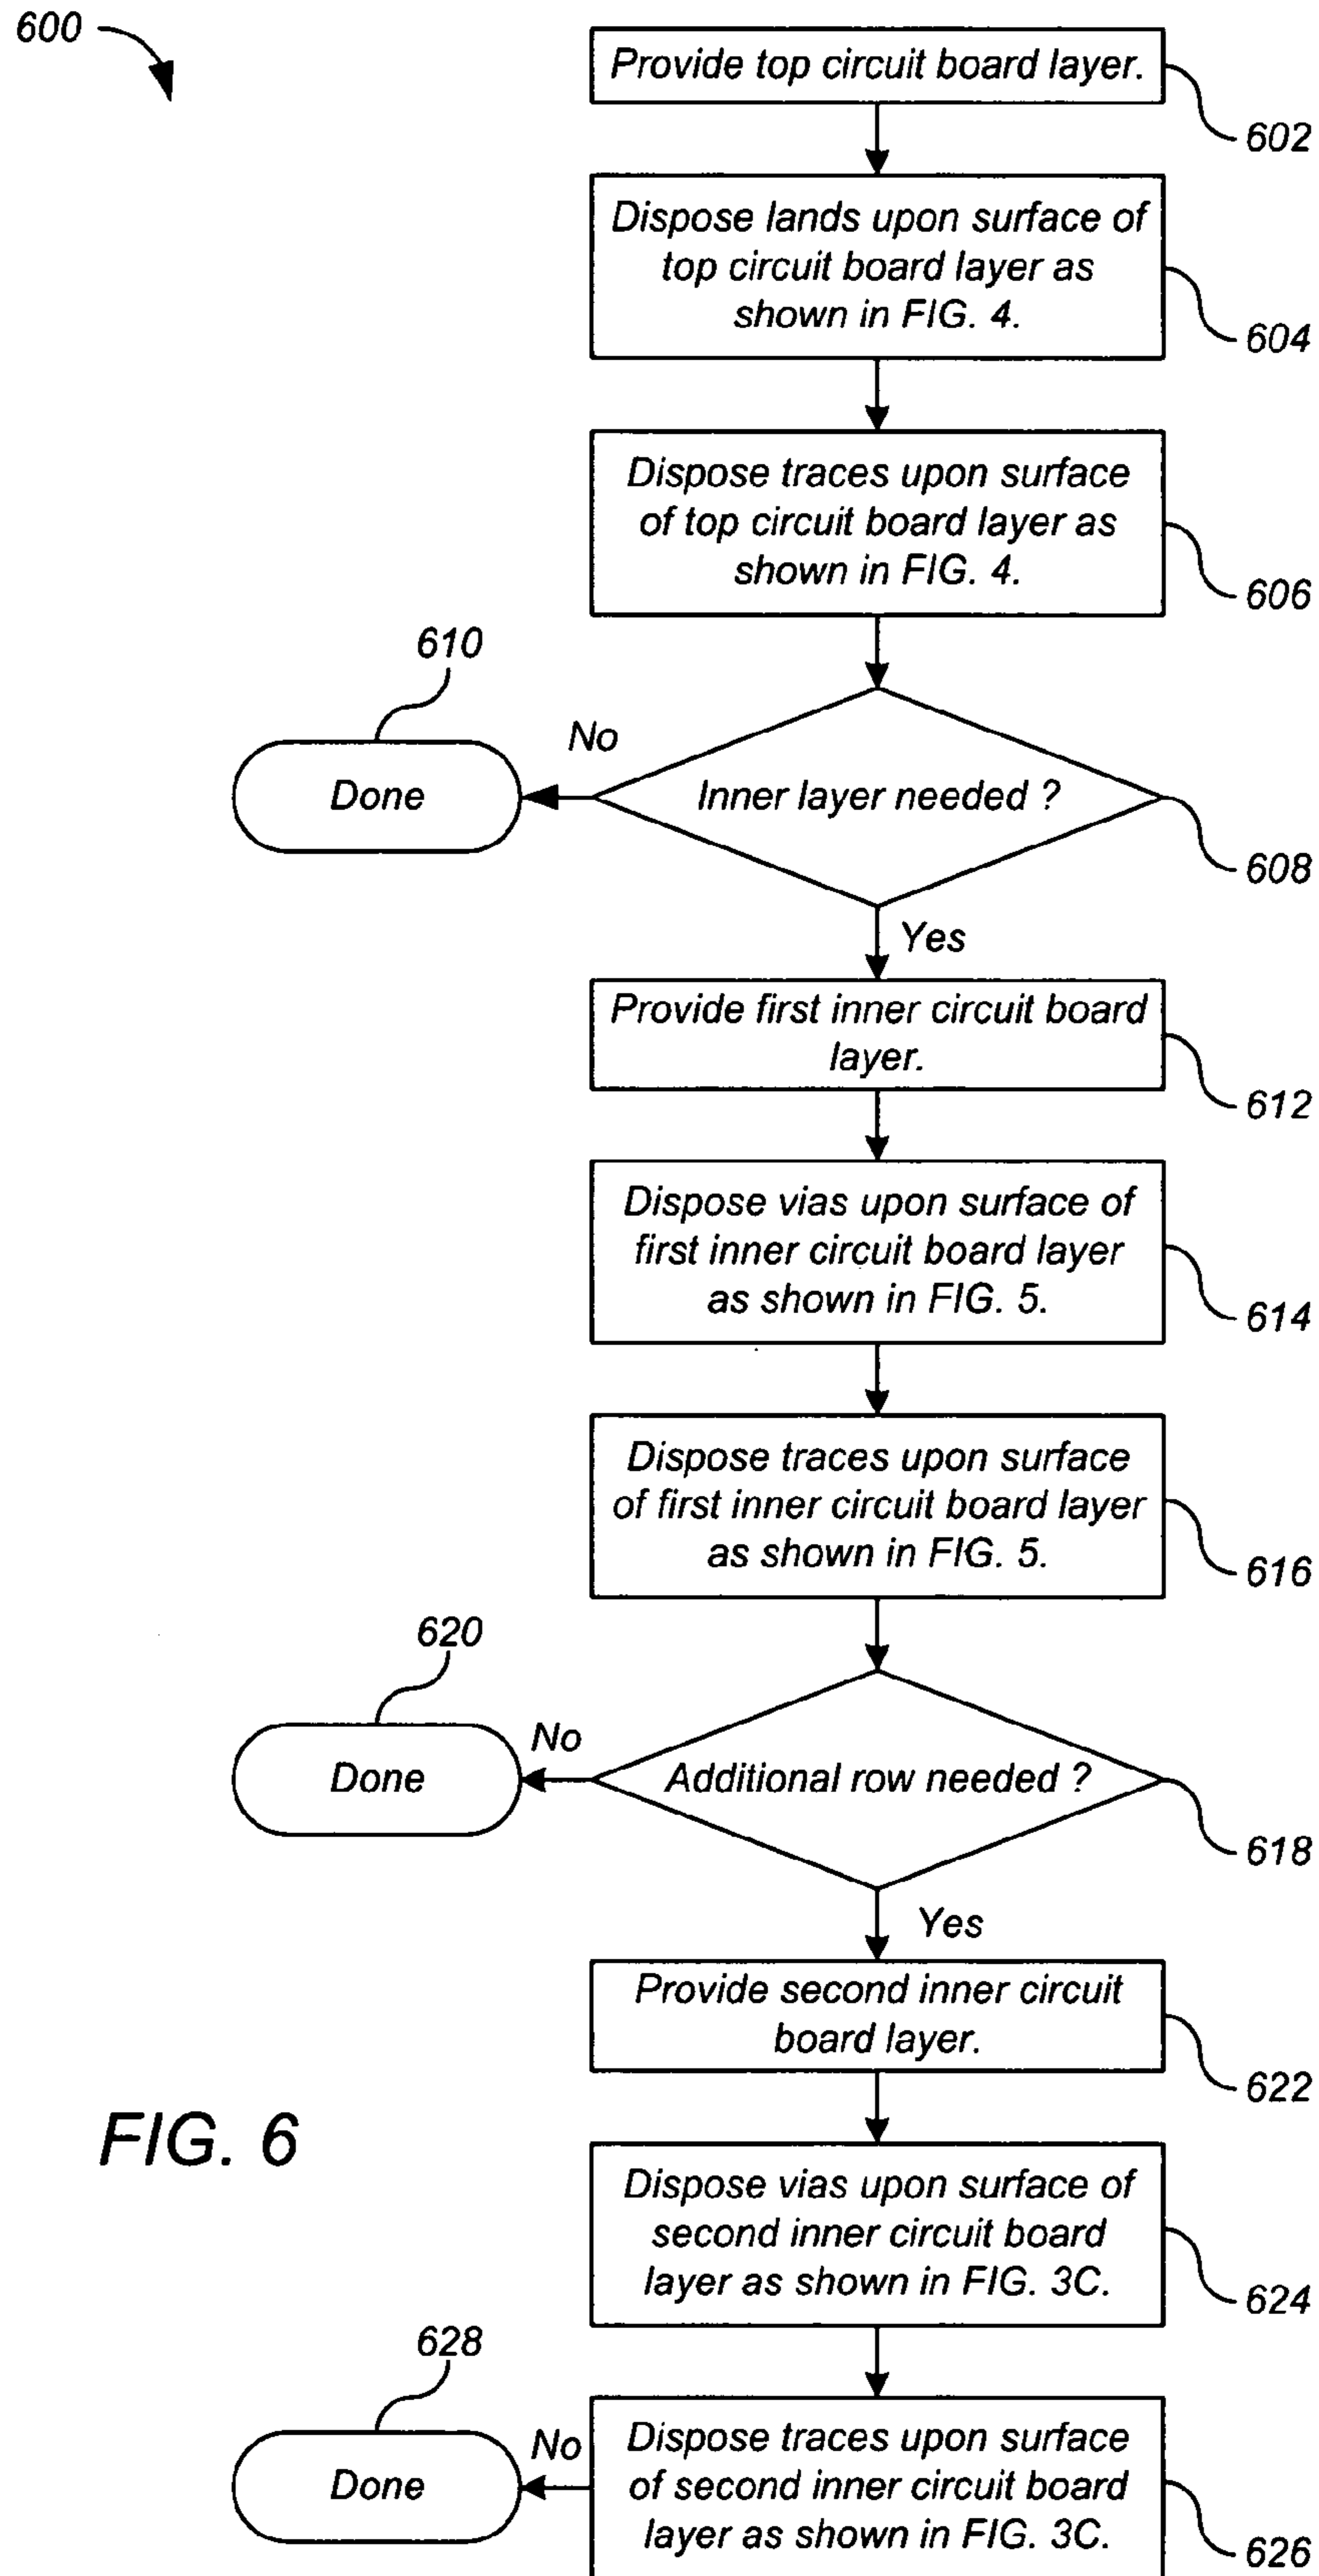 600
Provide top circuit board layer.
602
Dispose lands upon surface of
top circuit board layer as
shown in FIG. 4.
604
Dispose traces upon surface
of top circuit board layer as
shown in FIG. 4.
606
610
No
Done
Inner layer needed ?
608
Yes
Provide first inner circuit board
layer.
612
Dispose vias upon surface of
first inner circuit board layer
as shown in FIG. 5.
614
Dispose traces upon surface
of first inner circuit board layer
as shown in FIG. 5.
616
620
No
Done
Additional row needed ?
618
Yes
Provide second inner circuit
board layer.
622
FIG. 6
Dispose vias upon surface of
second inner circuit board
layer as shown in FIG. 3C.
624
628
No
Done
Dispose traces upon surface
of second inner circuit board
layer as shown in FIG. 3C.
626